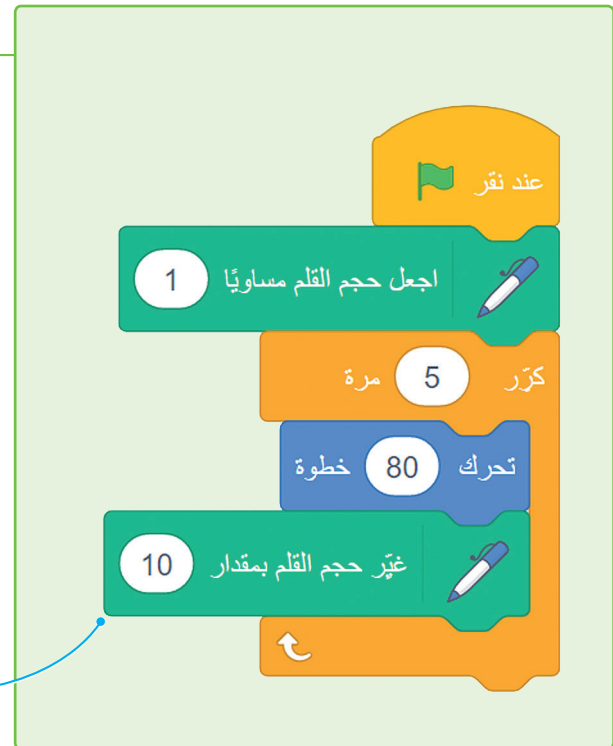 عند نقر
اجعل حجم القلم مساويًا 1
كرّر 5 مرة
تحرك 80 خطوة
غيّر حجم القلم بمقدار 10